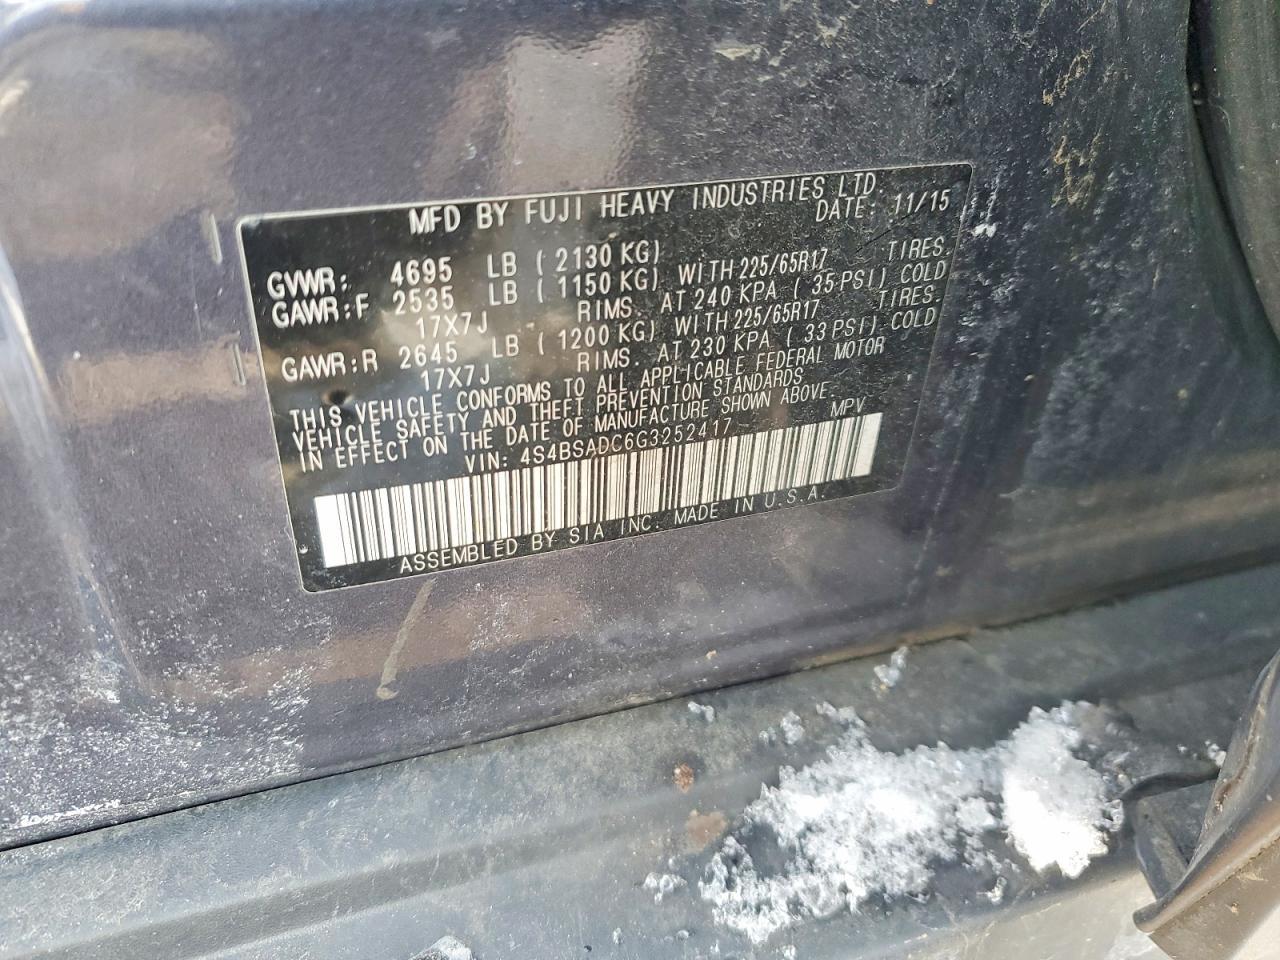 MFD BY FUJI HEAVY INDUSTRIES LTD.
DATE: 11/15
GVWR: 4695 LB ( 2130 KG)
GAWR:F 2535 LB ( 1150 KG) WITH 225/65R17 TIRES.
17X7J RIMS. AT 240 KPA ( 35 PSI) COLD
GAWR:R 2645 LB ( 1200 KG) WITH 225/65R17 TIRES.
17X7J RIMS. AT 230 KPA ( 33 PSI) COLD
THIS VEHICLE CONFORMS TO ALL APPLICABLE FEDERAL MOTOR
VEHICLE SAFETY AND THEFT PREVENTION STANDARDS
IN EFFECT ON THE DATE OF MANUFACTURE SHOWN ABOVE.
VIN: 4S4BSADC6G3252417 MPV
ASSEMBLED BY SIA INC. MADE IN U.S.A.